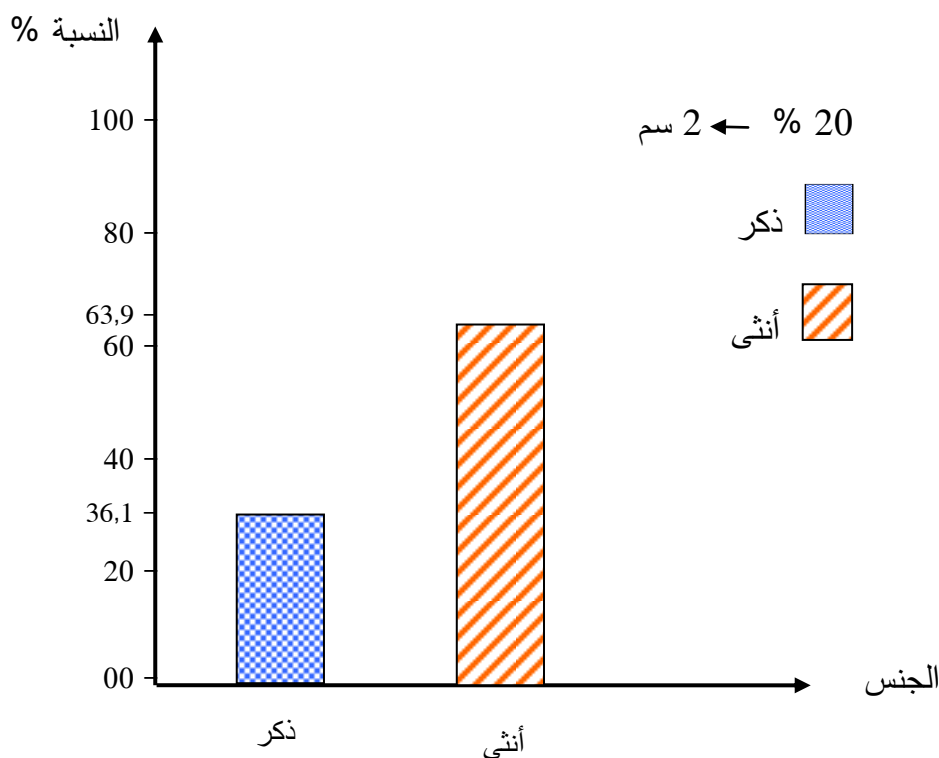 النسبة %
100
20 % ← 2 سم
ذكر
80
63,9
أنثى
60
40
36,1
20
00
الجنس
ذكر
أنثى